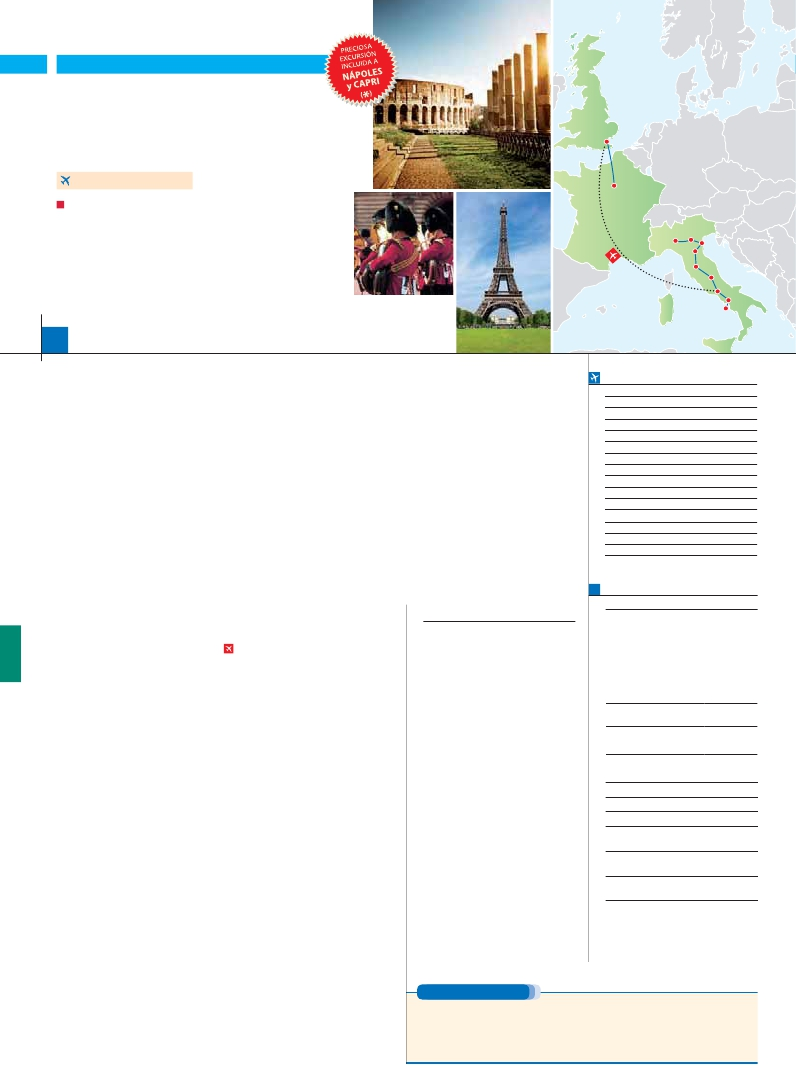 PRECIOSA
EXCURSIÓN
INCLUIDA A
NÁPOLES
y CAPRI
(*)